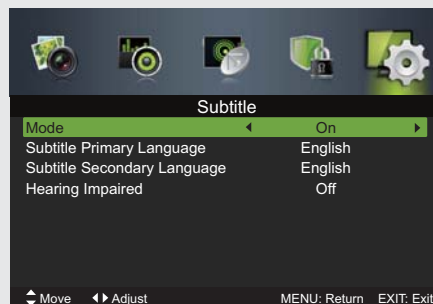 Subtitle
Mode On
Subtitle Primary Language English
Subtitle Secondary Language English
Hearing Impaired Off
Move Adjust MENU: Return EXIT: Exit